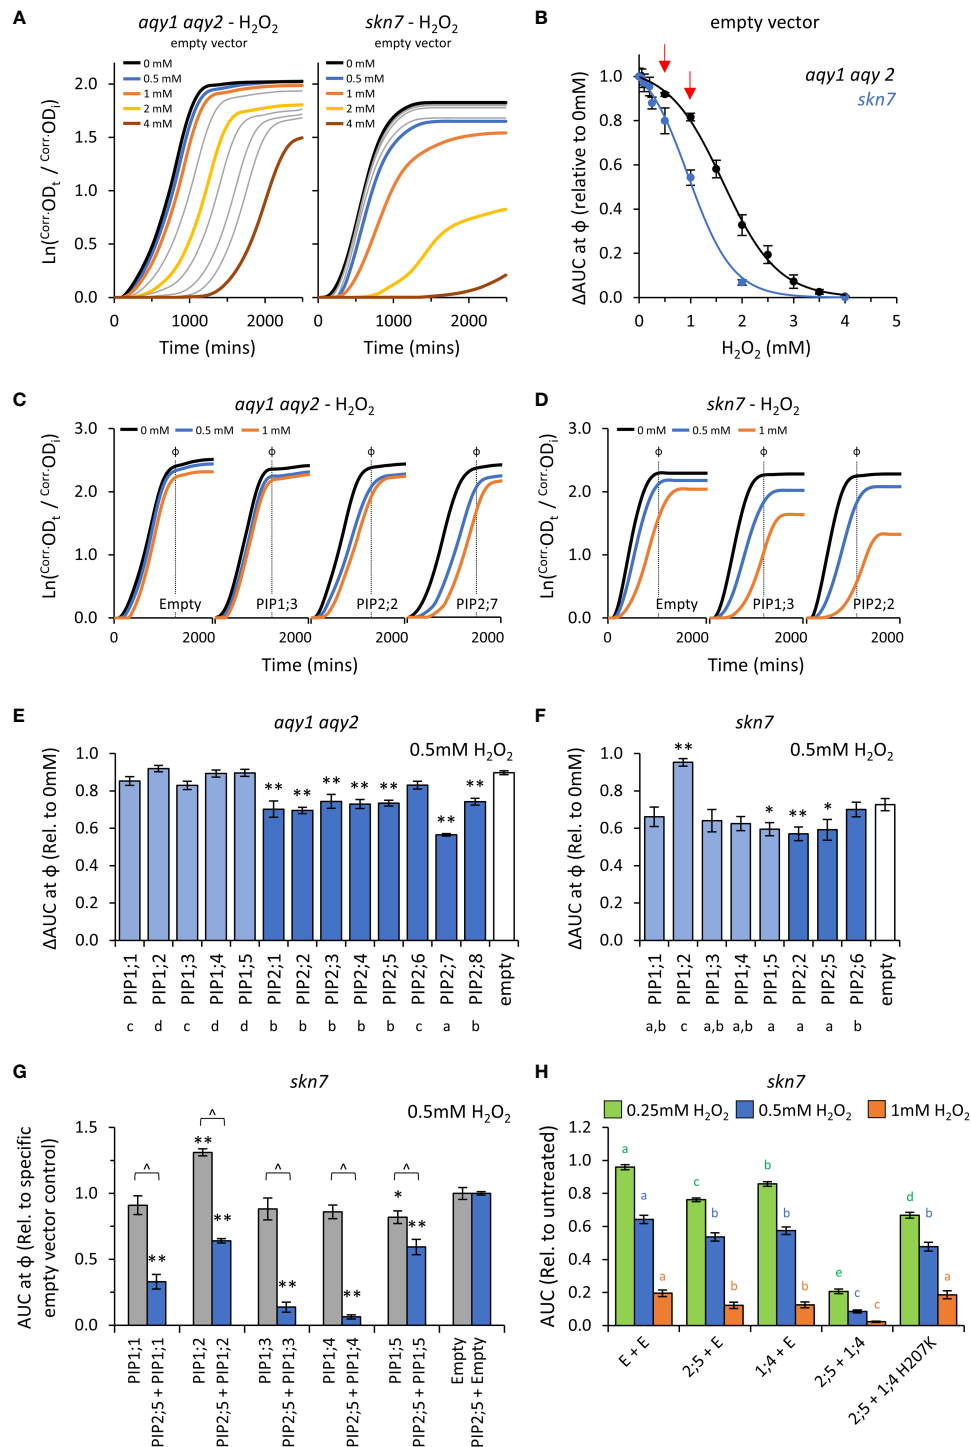 A
aqy1 aqy2 - H2O2
empty vector
0 mM
0.5 mM
1 mM
2 mM
4 mM
skn7 - H2O2
empty vector
0 mM
0.5 mM
1 mM
2 mM
4 mM
Ln(Corr.ODt / Corr.ODi)
2.0
1.5
1.0
0.5
0.0
0 1000 2000
0 1000 2000
Time (mins)
Time (mins)
B
empty vector
aqy1 aqy 2
skn7
ΔAUC at ϕ (relative to 0mM)
1.0
0.8
0.6
0.4
0.2
0.0
0 1 2 3 4 5
H2O2 (mM)
C
aqy1 aqy2 - H2O2
0 mM 0.5 mM 1 mM
Ln(Corr.ODt / Corr.ODi)
3.0
2.0
1.0
0.0
ϕ ϕ ϕ ϕ
Empty PIP1;3 PIP2;2 PIP2;7
0 2000 2000 2000 2000
Time (mins)
D
skn7 - H2O2
0 mM 0.5 mM 1 mM
Ln(Corr.ODt / Corr.ODi)
3.0
2.0
1.0
0.0
ϕ ϕ ϕ
Empty PIP1;3 PIP2;2
0 2000 2000 2000
Time (mins)
E
aqy1 aqy2
0.5mM H2O2
ΔAUC at ϕ (Rel. to 0mM)
1.0
0.8
0.6
0.4
0.2
0.0
** ** ** ** ** ** **
PIP1;1 PIP1;2 PIP1;3 PIP1;4 PIP1;5 PIP2;1 PIP2;2 PIP2;3 PIP2;4 PIP2;5 PIP2;6 PIP2;7 PIP2;8 empty
c d c d d b b b b b c a b
F
skn7
0.5mM H2O2
ΔAUC at ϕ (Rel. to 0mM)
1.0
0.8
0.6
0.4
0.2
0.0
** * ** *
PIP1;1 PIP1;2 PIP1;3 PIP1;4 PIP1;5 PIP2;2 PIP2;5 PIP2;6 empty
a,b c a,b a,b a a a b
G
skn7
0.5mM H2O2
AUC at ϕ (Rel. to specific
empty vector control)
1.5
1.0
0.5
0.0
^ ^ ^ ^ ^
** ** ** ** ** * **
PIP1;1
PIP2;5 + PIP1;1
PIP1;2
PIP2;5 + PIP1;2
PIP1;3
PIP2;5 + PIP1;3
PIP1;4
PIP2;5 + PIP1;4
PIP1;5
PIP2;5 + PIP1;5
Empty
PIP2;5 + Empty
H
skn7
0.25mM H2O2 0.5mM H2O2 1mM H2O2
AUC (Rel. to untreated)
1.2
1.0
0.8
0.6
0.4
0.2
0.0
a a a
c b b
b b b
e c c
d b a
E + E
2;5 + E
1;4 + E
2;5 + 1;4
2;5 + 1;4 H207K